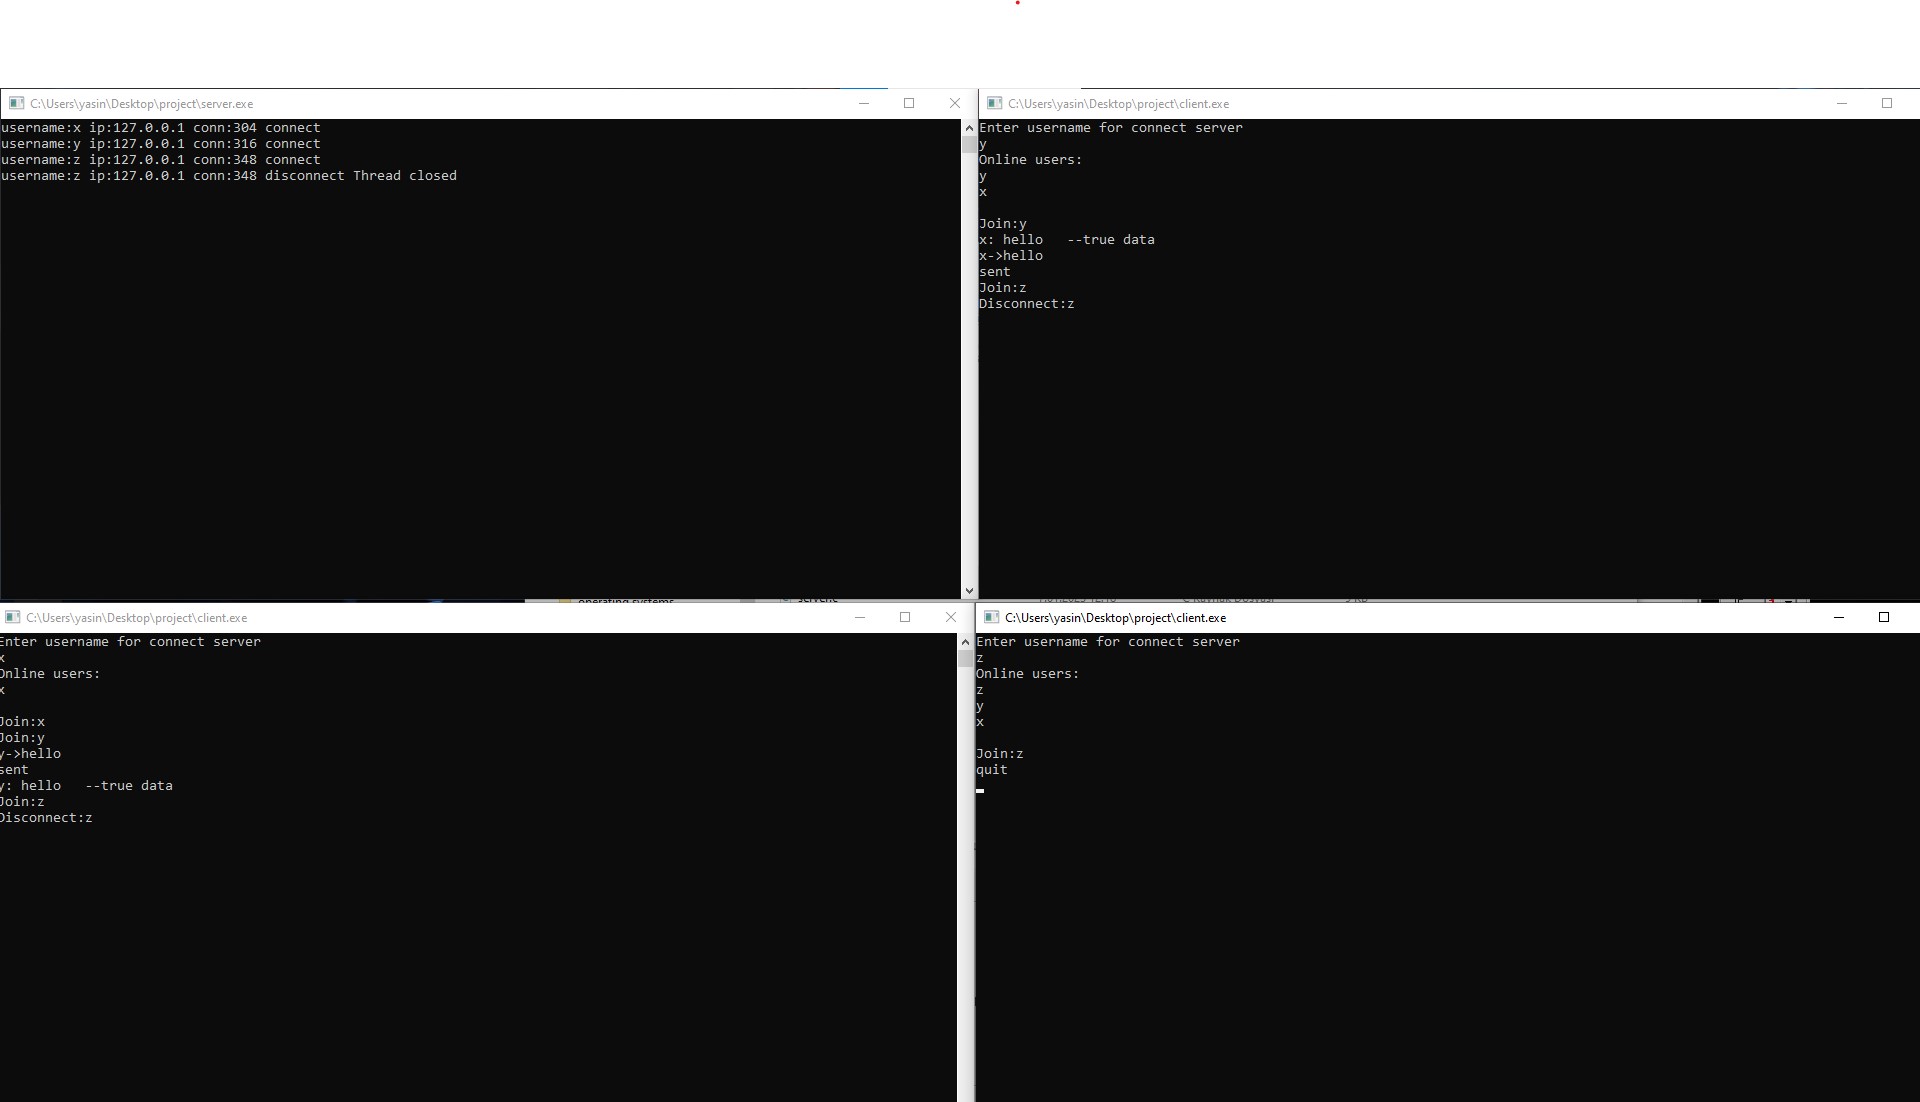 C:\Users\yasin\Desktop\project\server.exe
username:x ip:127.0.0.1 conn:304 connect
username:y ip:127.0.0.1 conn:316 connect
username:z ip:127.0.0.1 conn:348 connect
username:z ip:127.0.0.1 conn:348 disconnect Thread closed
C:\Users\yasin\Desktop\project\client.exe
Enter username for connect server
y
Online users:
y
x
Join:y
x: hello   --true data
x->hello
sent
Join:z
Disconnect:z
operating systems
C:\Users\yasin\Desktop\project\client.exe
Enter username for connect server
x
Online users:
x
Join:x
Join:y
y->hello
sent
y: hello   --true data
Join:z
Disconnect:z
C:\Users\yasin\Desktop\project\client.exe
Enter username for connect server
z
Online users:
z
y
x
Join:z
quit